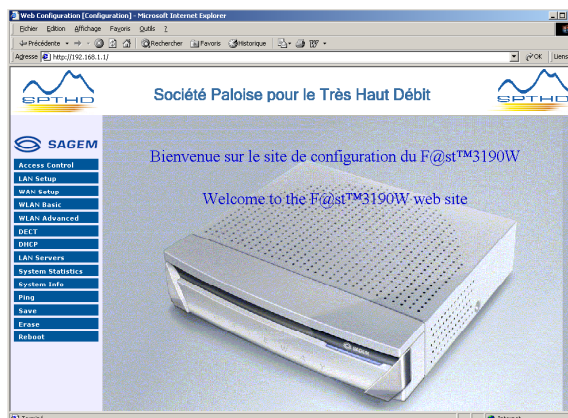 Web Configuration [Configuration] - Microsoft Internet Explorer
Fichier Edition Affichage Favoris Outils ?
Précédente Rechercher Favoris Historique
Adresse http://192.168.1.1/ OK Liens
SPTHD
Société Paloise pour le Très Haut Débit
SPTHD
SAGEM
Bienvenue sur le site de configuration du F@st™3190W
Welcome to the F@st™3190W web site
Access Control
LAN Setup
WAN Setup
WLAN Basic
WLAN Advanced
DECT
DHCP
LAN Servers
System Statistics
System Info
Ping
Save
Erase
Reboot
SAGEM
Terminé Internet